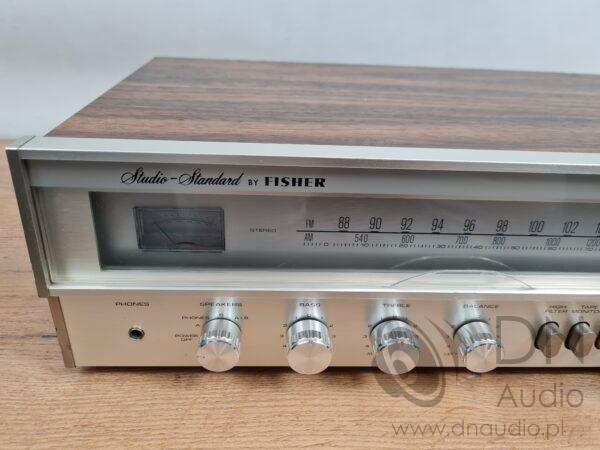 Studio-Standard BY FISHER
STEREO
FM 88 90 92 94 96 98 100 102
AM 540 600 700 800 1000 1200
PHONES SPEAKERS BASS TREBLE BALANCE HIGH FILTER TAPE MONITOR
PHONES
A B A+B
POWER OFF
DN
Audio
www.dnaudio.pl